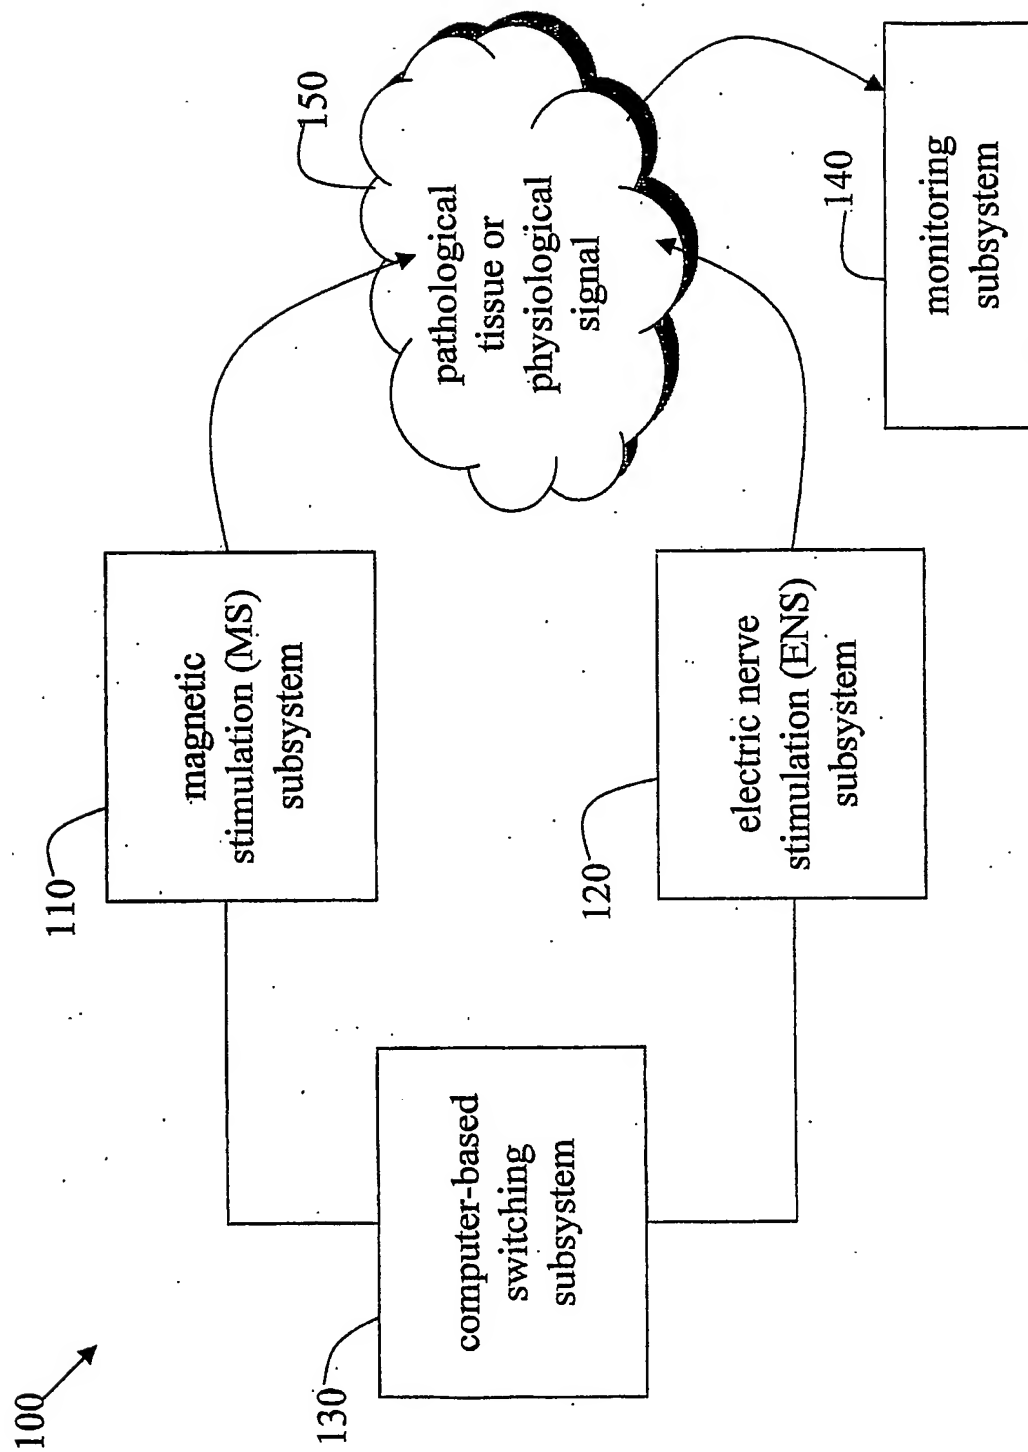 100
110
magnetic
stimulation (MS)
subsystem
150
pathological
tissue or
physiological
signal
130
computer-based
switching
subsystem
120
electric nerve
stimulation (ENS)
subsystem
140
monitoring
subsystem